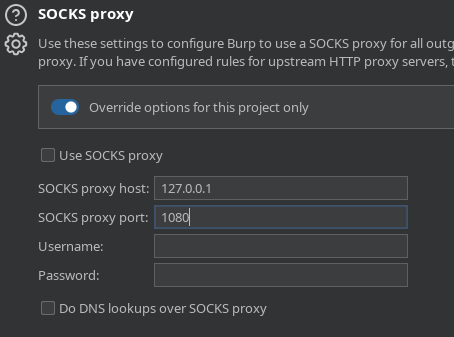 SOCKS proxy
Use these settings to configure Burp to use a SOCKS proxy for all outg
proxy. If you have configured rules for upstream HTTP proxy servers, t
Override options for this project only
Use SOCKS proxy
SOCKS proxy host: 127.0.0.1
SOCKS proxy port: 1080
Username:
Password:
Do DNS lookups over SOCKS proxy